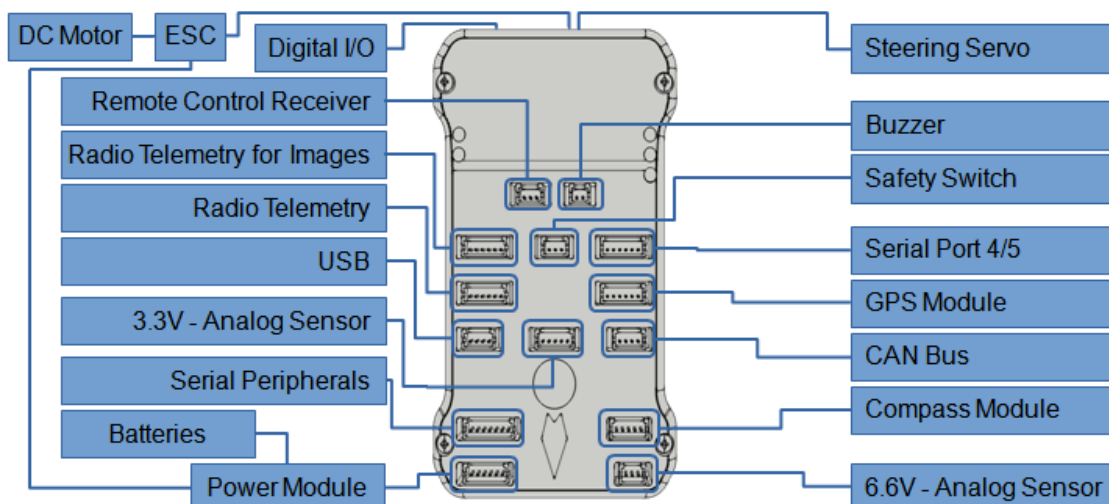 DC Motor
ESC
Digital I/O
Steering Servo
Remote Control Receiver
Buzzer
Radio Telemetry for Images
Safety Switch
Radio Telemetry
Serial Port 4/5
USB
GPS Module
3.3V - Analog Sensor
CAN Bus
Serial Peripherals
Compass Module
Batteries
Power Module
6.6V - Analog Sensor